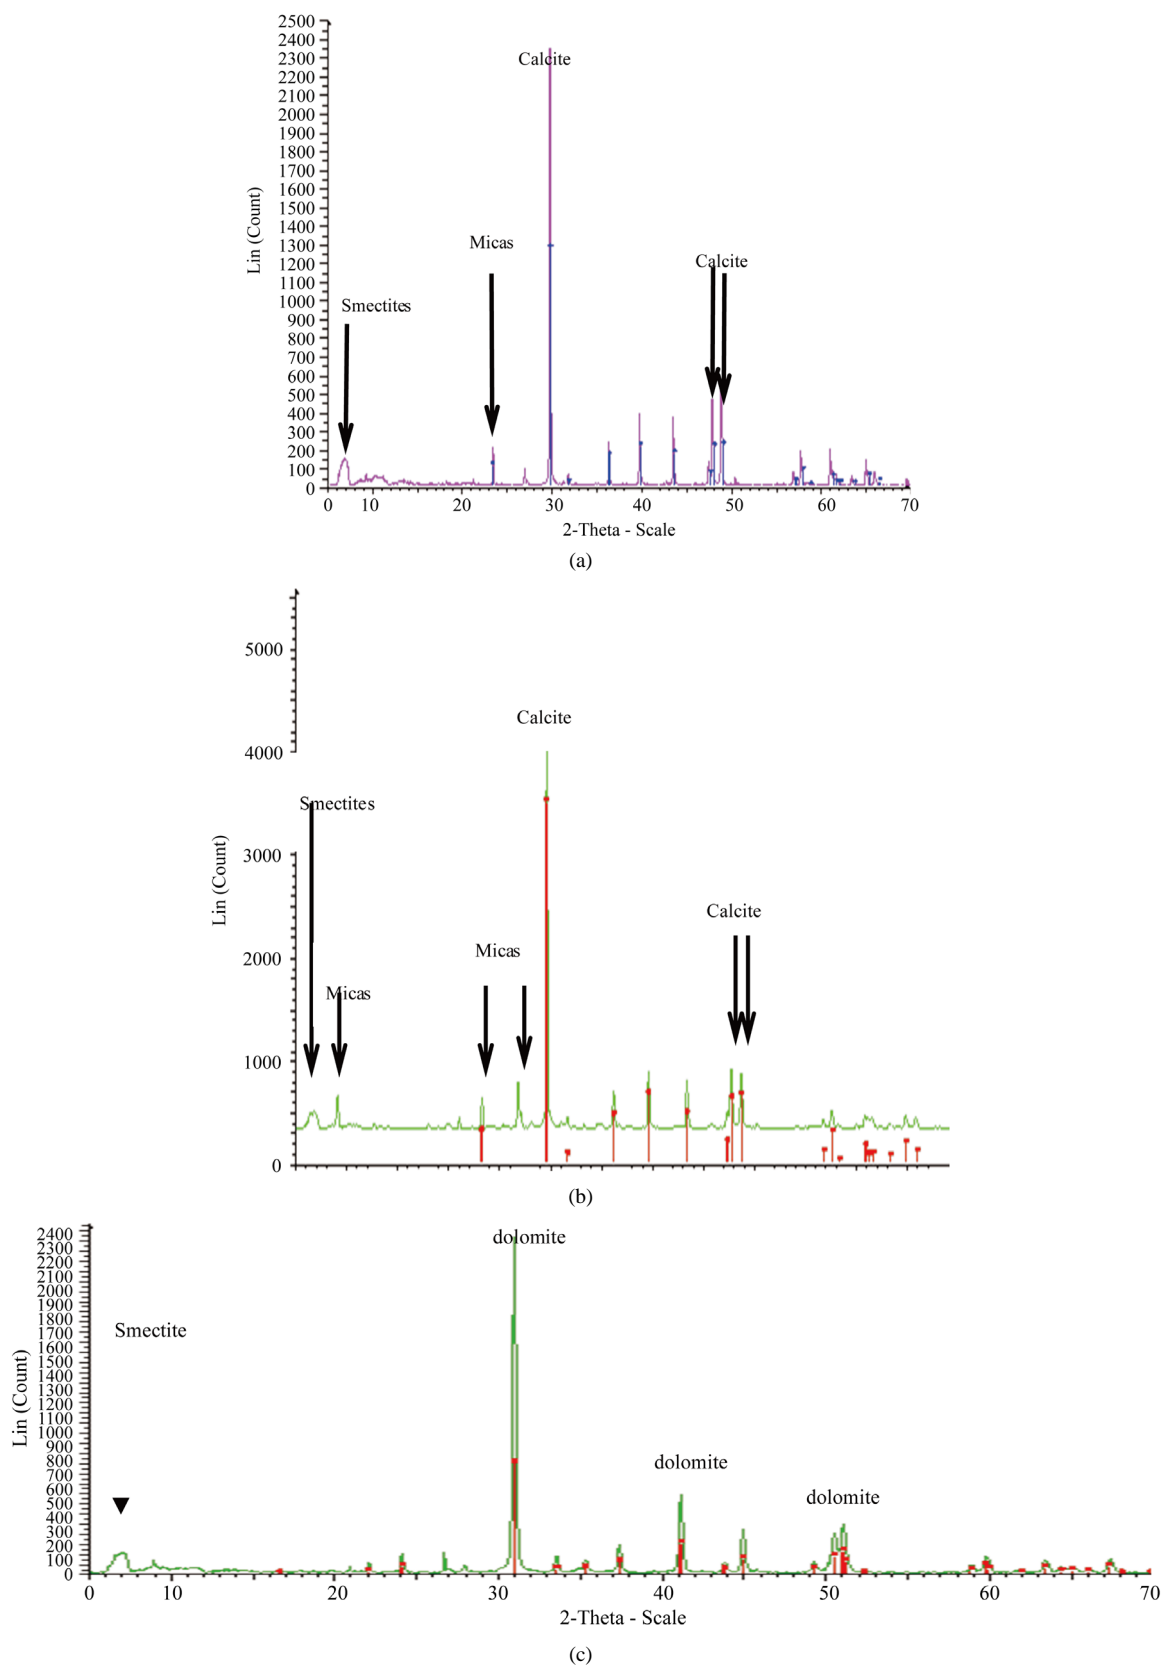 2500
2400
2300
2200
2100
2000
1900
1800
1700
1600
1500
1400
1300
1200
1100
1000
900
800
700
600
500
400
300
200
100
0
Lin (Count)
Calcite
Micas
Calcite
Smectites
0 10 20 30 40 50 60 70
2-Theta - Scale
(a)
5000
4000
3000
2000
1000
0
Lin (Count)
Calcite
Smectites
Calcite
Micas
Micas
(b)
2400
2300
2200
2100
2000
1900
1800
1700
1600
1500
1400
1300
1200
1100
1000
900
800
700
600
500
400
300
200
100
0
Lin (Count)
dolomite
Smectite
dolomite
dolomite
0 10 20 30 40 50 60 70
2-Theta - Scale
(c)